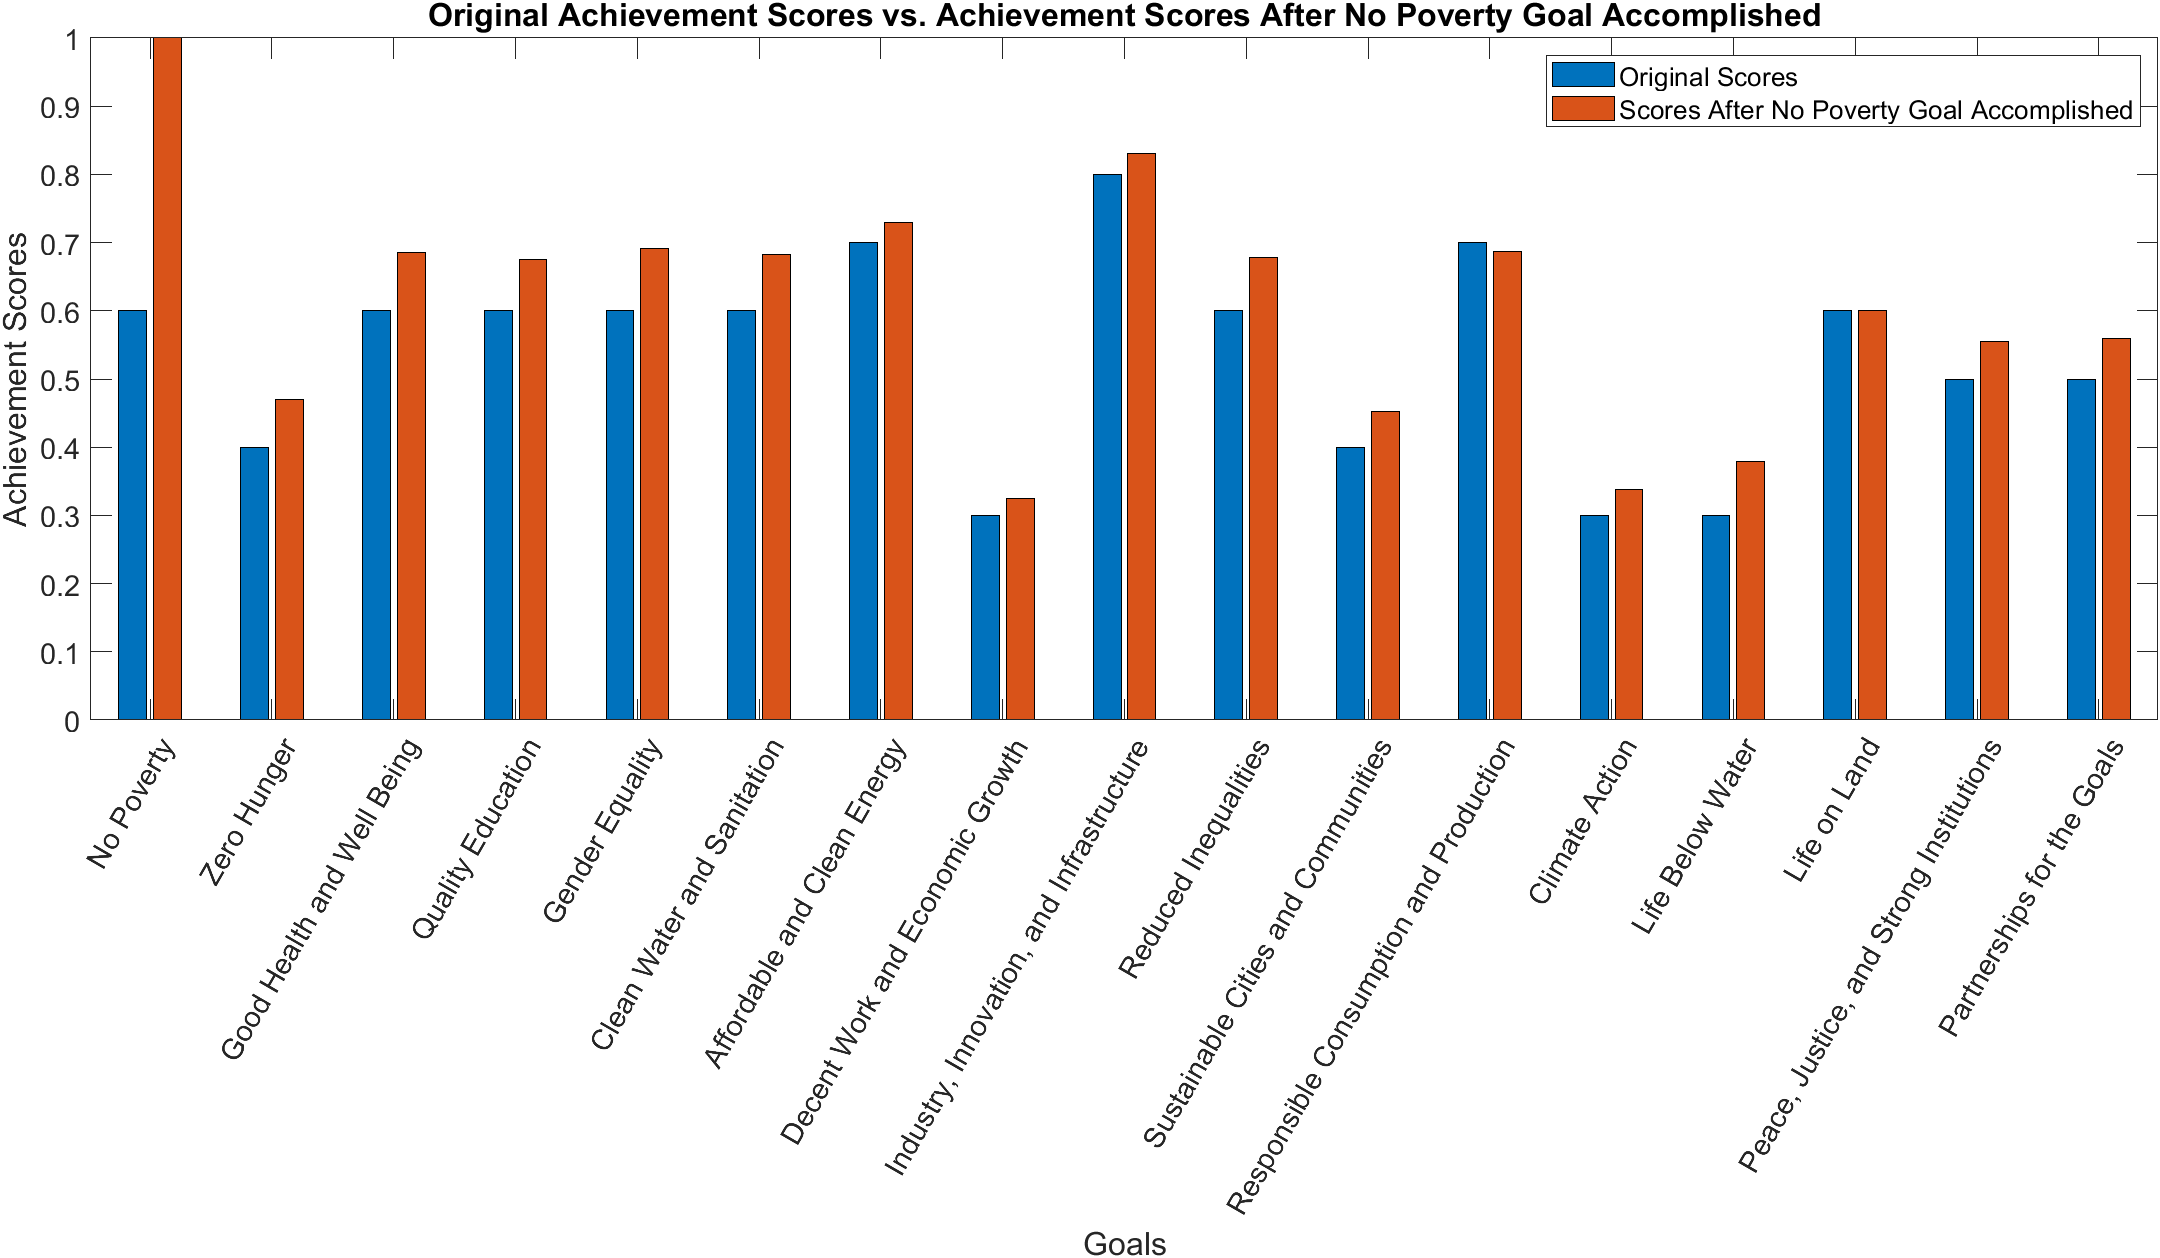 Original Achievement Scores vs. Achievement Scores After No Poverty Goal Accomplished
Original Scores
Scores After No Poverty Goal Accomplished
Achievement Scores
1
0.9
0.8
0.7
0.6
0.5
0.4
0.3
0.2
0.1
0
No Poverty
Zero Hunger
Good Health and Well Being
Quality Education
Gender Equality
Clean Water and Sanitation
Affordable and Clean Energy
Decent Work and Economic Growth
Industry, Innovation, and Infrastructure
Reduced Inequalities
Sustainable Cities and Communities
Responsible Consumption and Production
Climate Action
Life Below Water
Life on Land
Peace, Justice, and Strong Institutions
Partnerships for the Goals
Goals